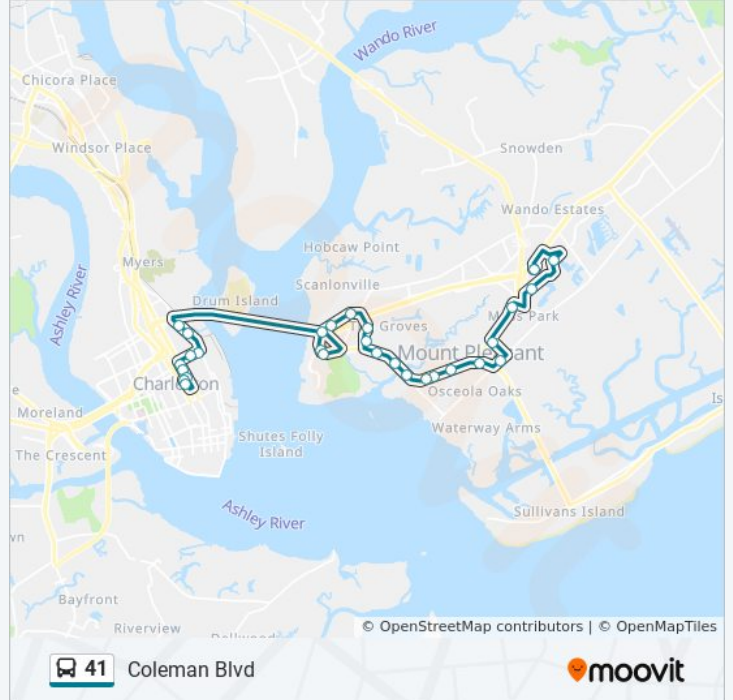 Wando River
Chicora Place
Windsor Place
Snowden
Wando Estates
Hobcaw Point
Myers
Scanlonville
Drum Island
Ashley River
The Groves
Mount Pleasant
Charleston
Osceola Oaks
Moreland
Waterway Arms
Shutes Folly
Island
The Crescent
Ashley River
Sullivans Island
Bayfront
Riverview
© OpenStreetMap contributors | © OpenMapTiles
41 Coleman Blvd
moovit